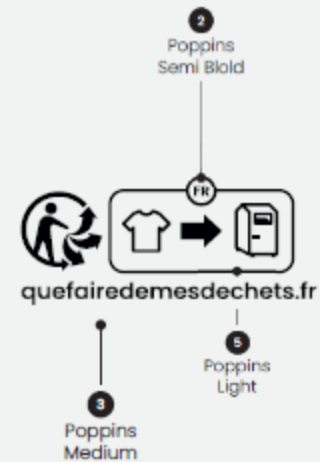 2
Poppins
Semi Blold
FR
quefairedemesdechets.fr
5
Poppins
Light
3
Poppins
Medium